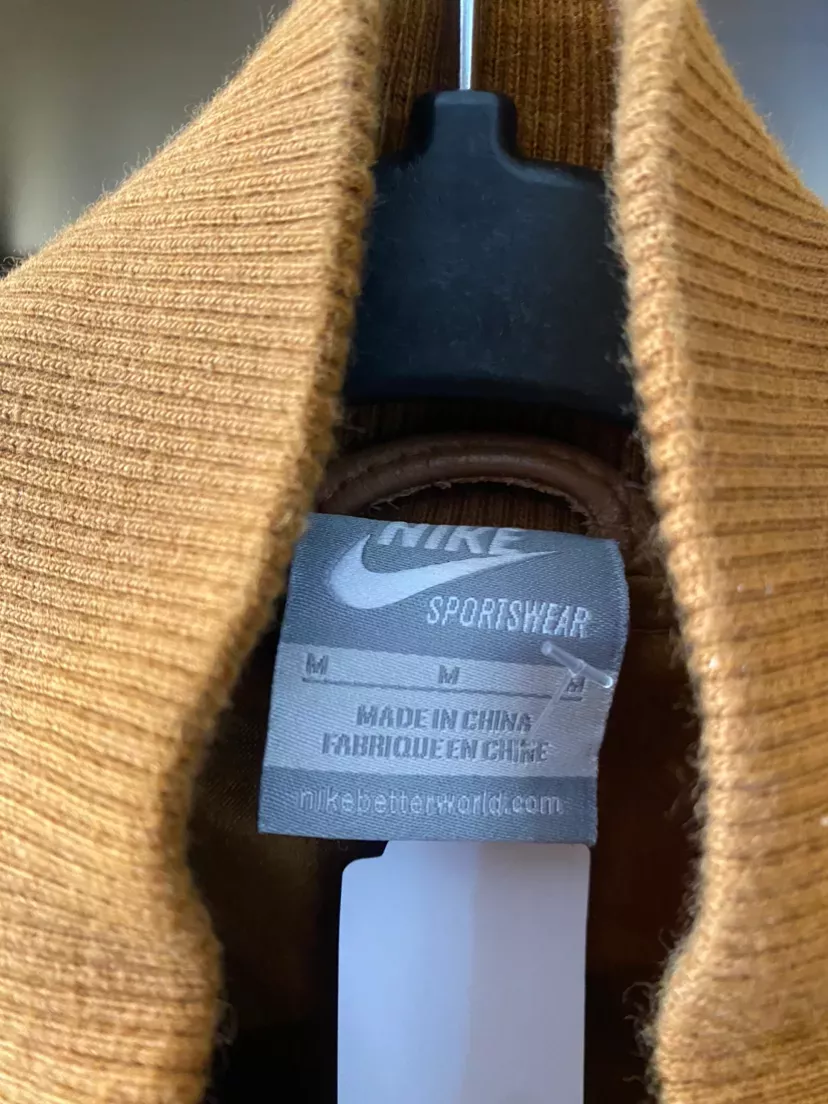 NIKE
SPORTSWEAR
M M M
MADE IN CHINA
FABRIQUE EN CHINE
nikebetterworld.com